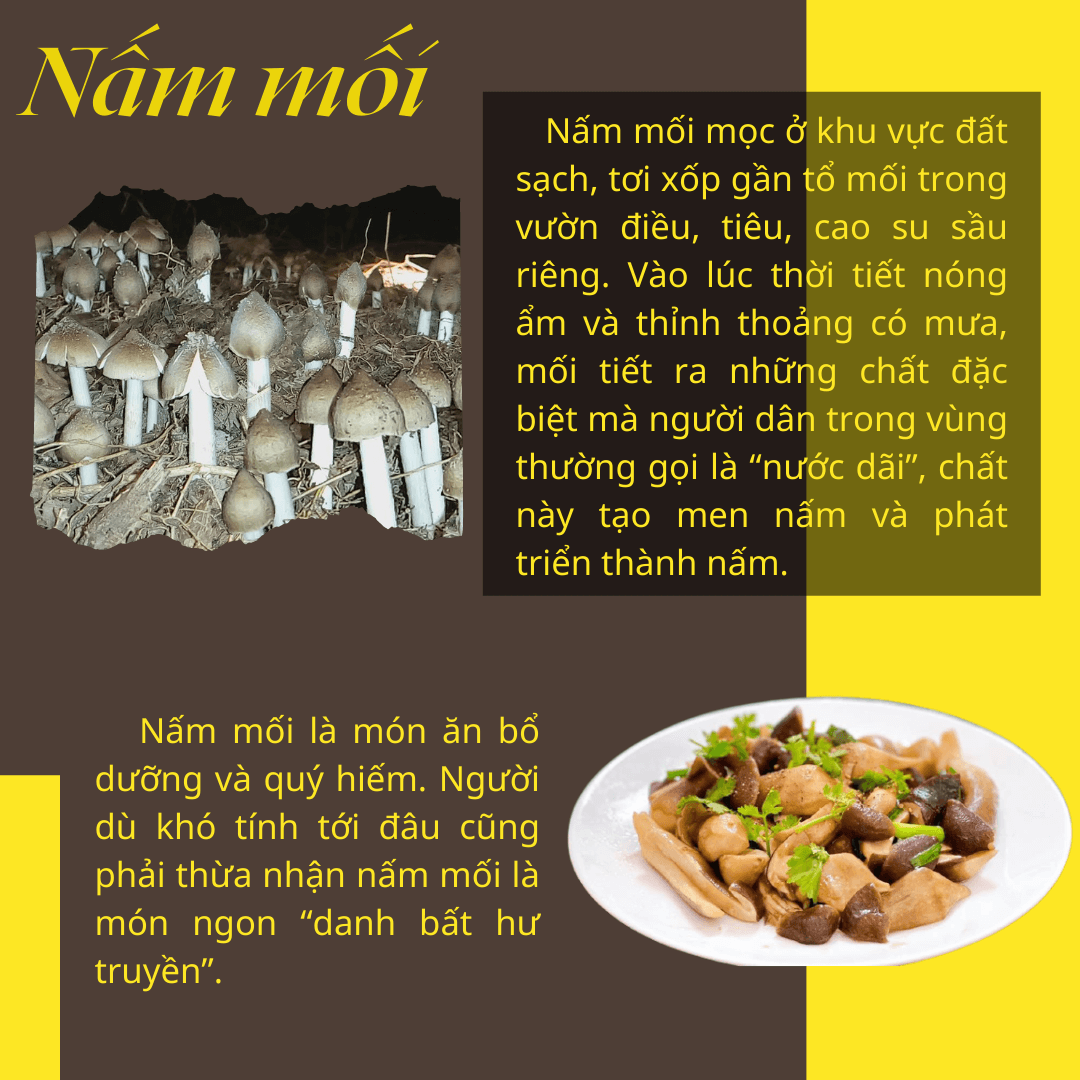 Nấm mối
Nấm mối mọc ở khu vực đất
sạch, tơi xốp gần tổ mối trong
vườn điều, tiêu, cao su sầu
riêng. Vào lúc thời tiết nóng
ẩm và thỉnh thoảng có mưa,
mối tiết ra những chất đặc
biệt mà người dân trong vùng
thường gọi là “nước dãi”, chất
này tạo men nấm và phát
triển thành nấm.
Nấm mối là món ăn bổ
dưỡng và quý hiếm. Người
dù khó tính tới đâu cũng
phải thừa nhận nấm mối là
món ngon “danh bất hư
truyền”.